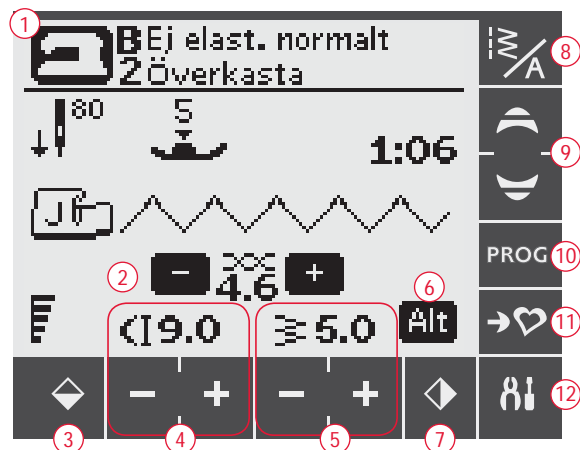 1
B Ej elast. normalt
2 Överkasta
8
80
5
1:06
9
J
PROG 10
2
- 4.6 +
6
9.0
5.0
Alt
11
- +
- +
12
3
4
5
7
A